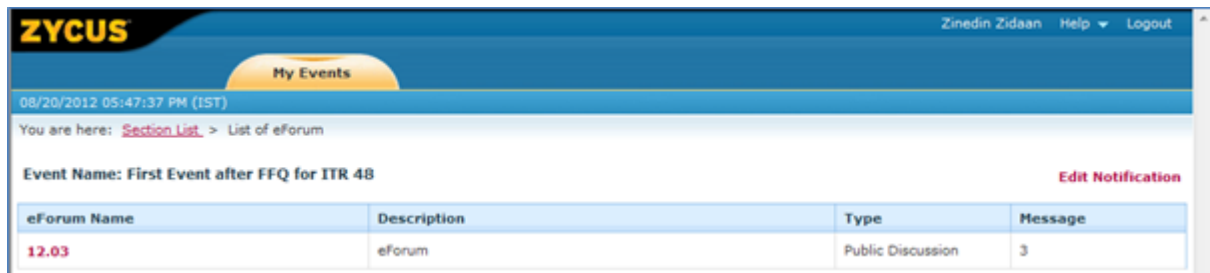 ZYCUS
Zinedin Zidaan Help Logout
My Events
08/20/2012 05:47:37 PM (IST)
You are here: Section List > List of eForum
Event Name: First Event after FFQ for ITR 48
Edit Notification
eForum Name Description Type Message
12.03 eForum Public Discussion 3